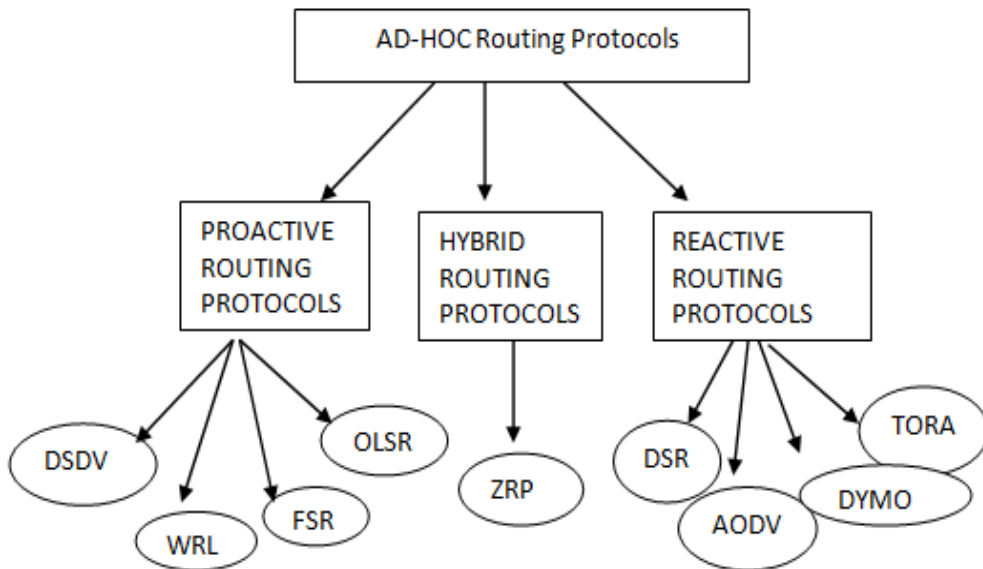 AD-HOC Routing Protocols
PROACTIVE
ROUTING
PROTOCOLS
HYBRID
ROUTING
PROTOCOLS
REACTIVE
ROUTING
PROTOCOLS
DSDV
WRL
FSR
OLSR
ZRP
DSR
AODV
DYMO
TORA